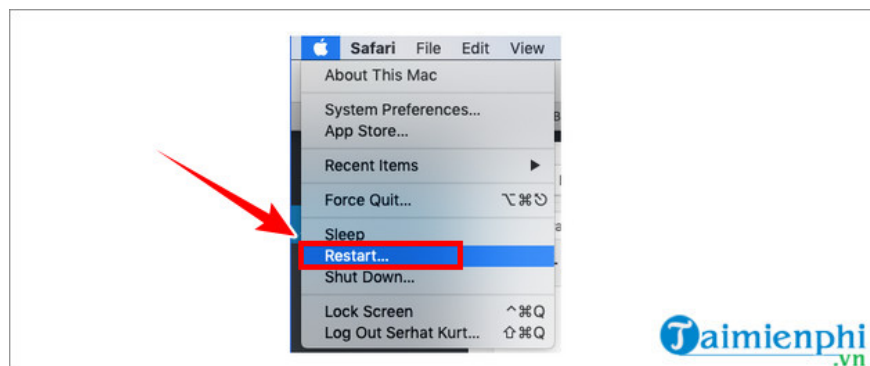 Safari File Edit View
About This Mac
System Preferences...
App Store...
Recent Items
Force Quit... ⌥⌘⎋
Sleep
Restart...
Shut Down...
Lock Screen ^⌘Q
Log Out Serhat Kurt... ⇧⌘Q
Taimienphi
.vn